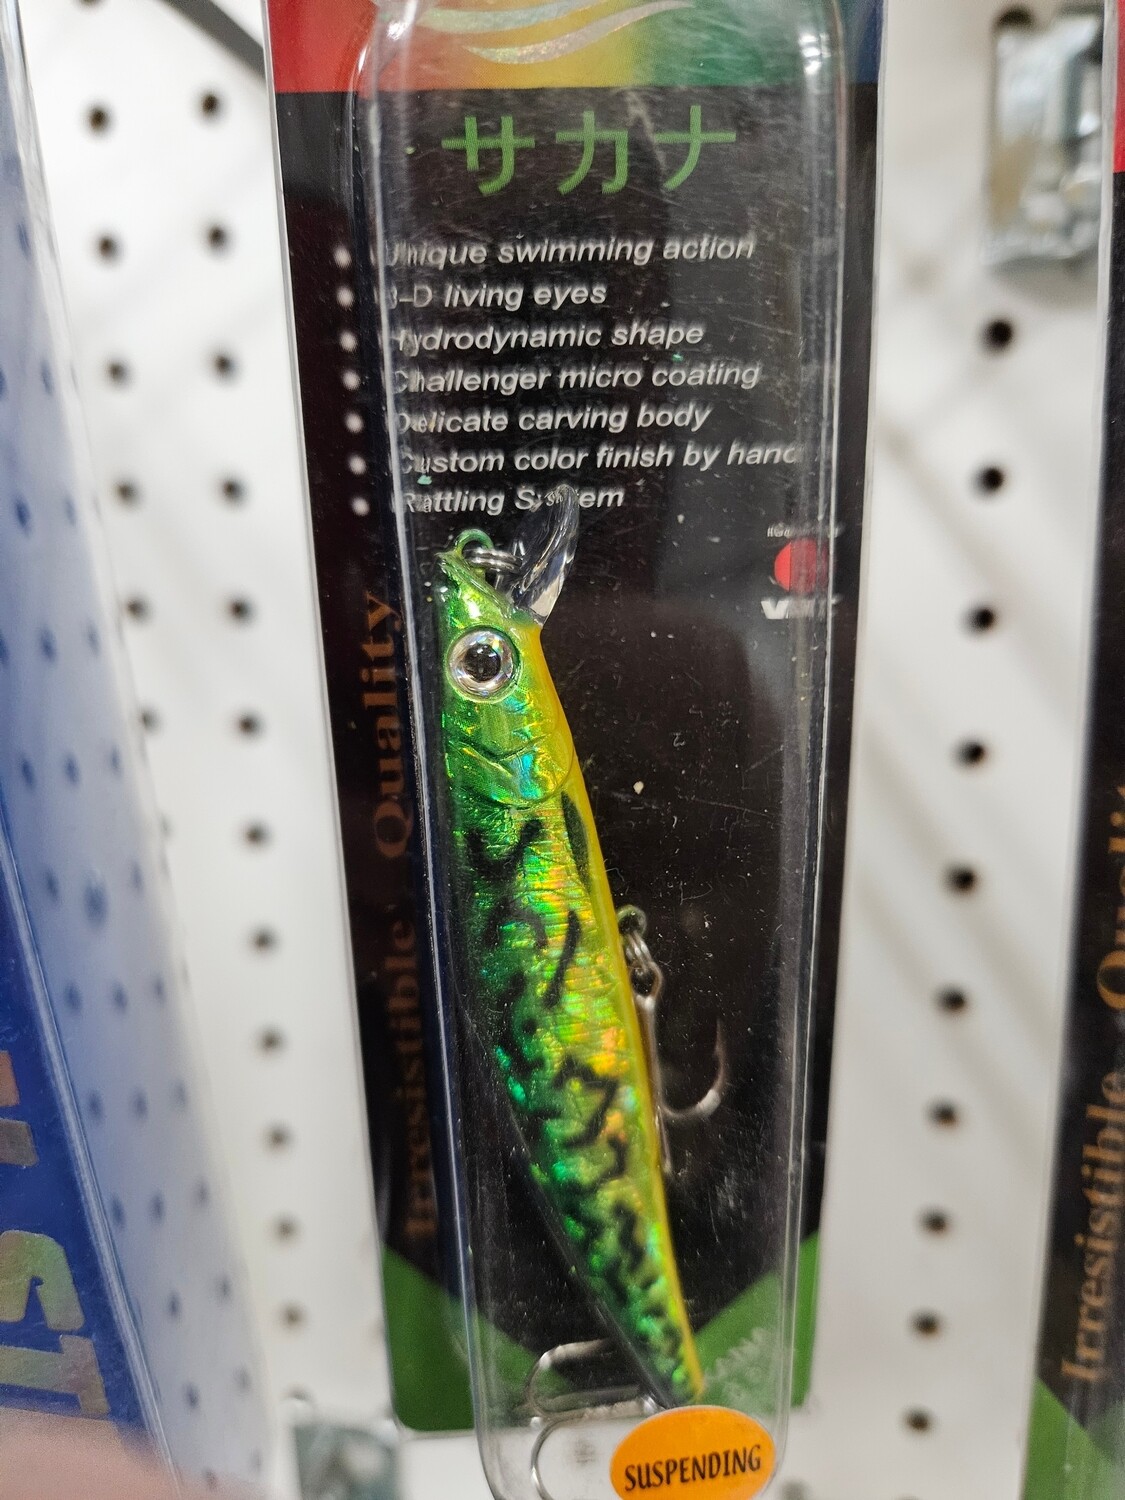 サカナ
Unique swimming action
3-D living eyes
Hydrodynamic shape
Challenger micro coating
Delicate carving body
Custom color finish by hand
Rattling System
Irresistible Quality
SUSPENDING
Irresistible
ST